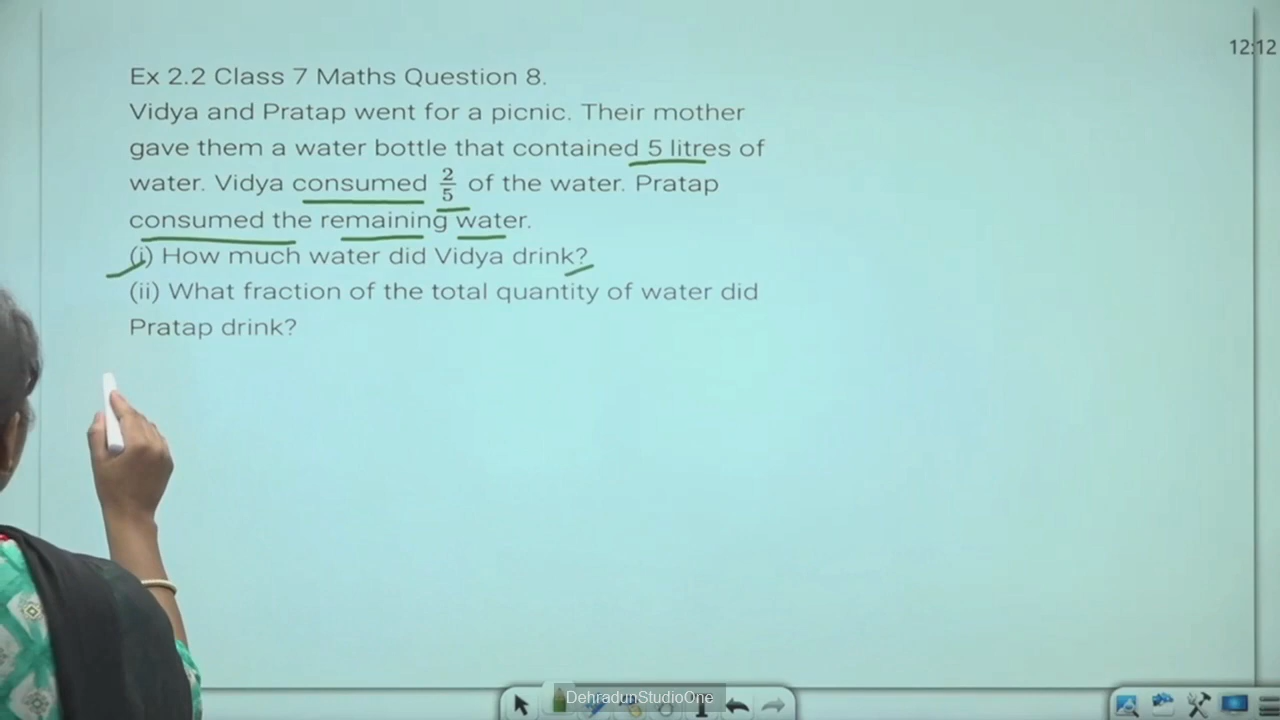 12:12
Ex 2.2 Class 7 Maths Question 8.
Vidya and Pratap went for a picnic. Their mother
gave them a water bottle that contained 5 litres of
water. Vidya consumed 2/5 of the water. Pratap
consumed the remaining water.
(i) How much water did Vidya drink?
(ii) What fraction of the total quantity of water did
Pratap drink?
DehradunStudioOne